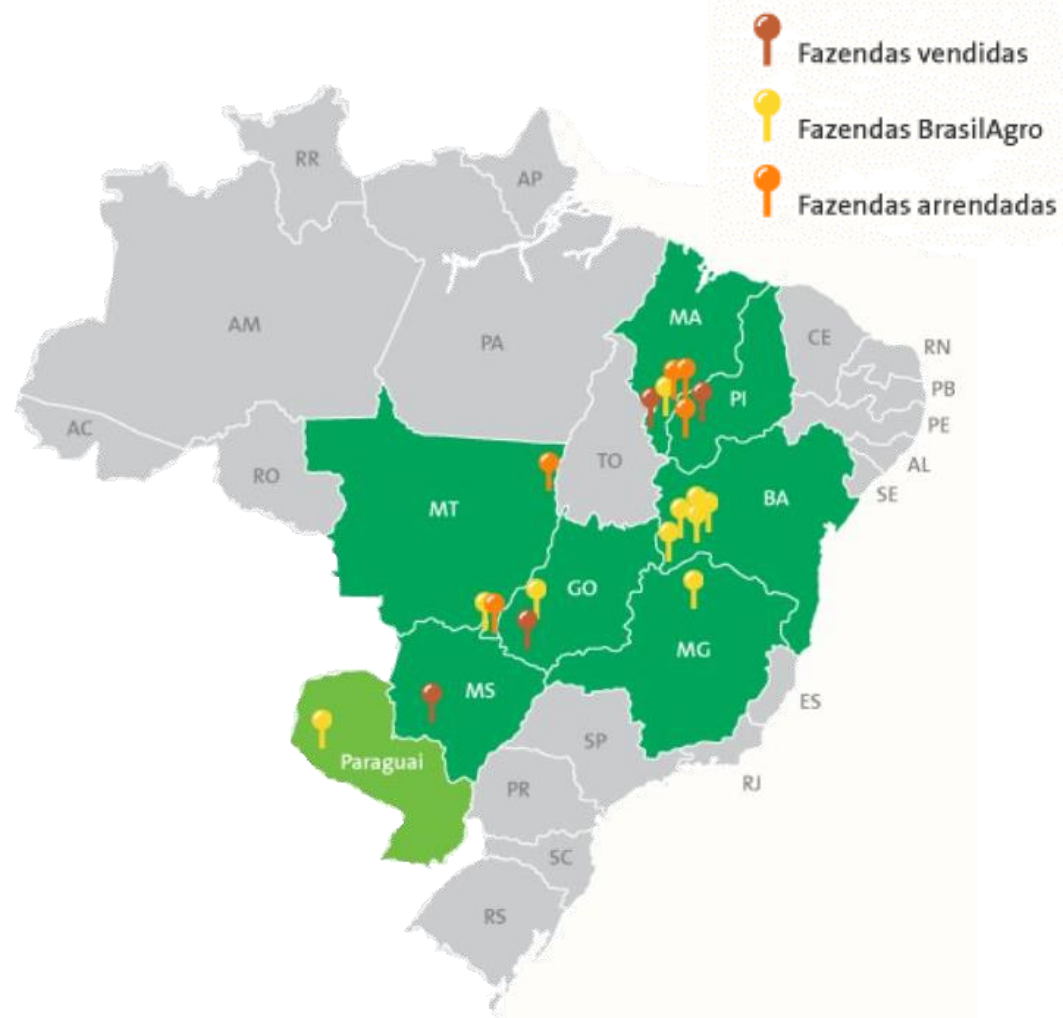 Fazendas vendidas
Fazendas BrasilAgro
Fazendas arrendadas
RR
AP
AM
PA
MA
CE
RN
PB
PI
PE
AC
AL
RO
TO
SE
MT
BA
GO
MG
MS
ES
SP
Paraguai
RJ
PR
SC
RS